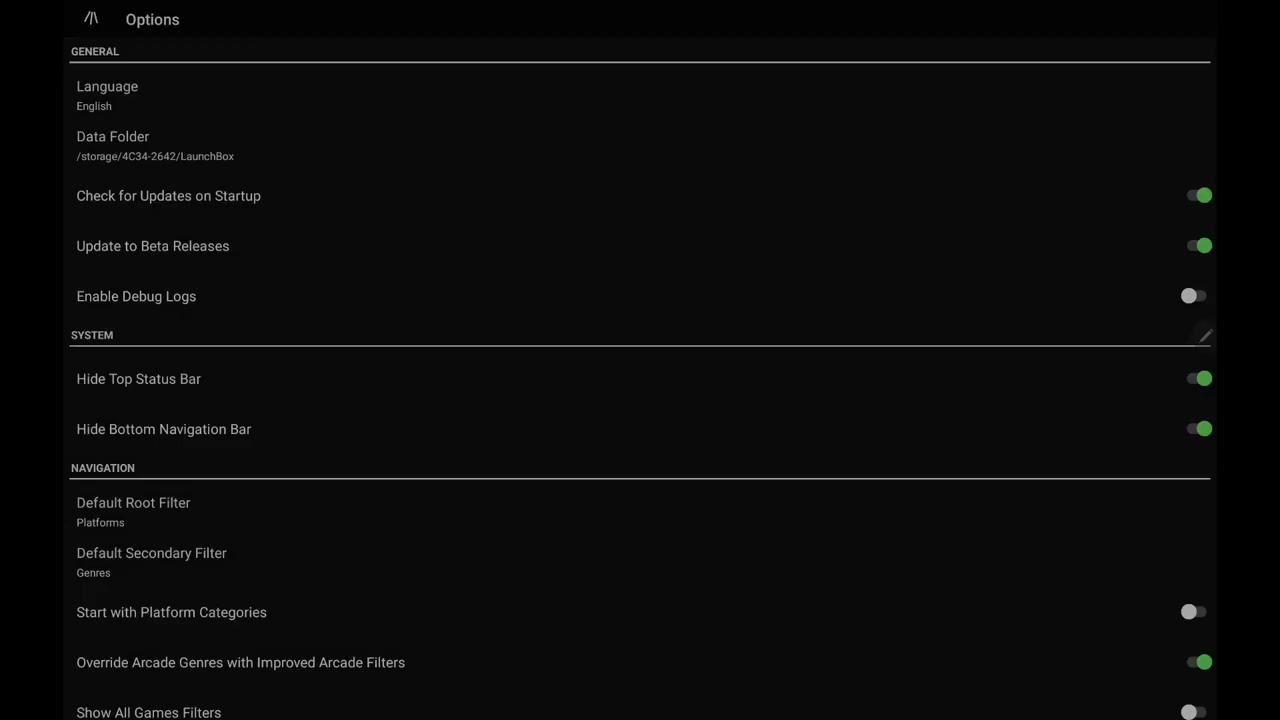 Options
GENERAL
Language
English
Data Folder
/storage/4C34-2642/LaunchBox
Check for Updates on Startup
Update to Beta Releases
Enable Debug Logs
SYSTEM
Hide Top Status Bar
Hide Bottom Navigation Bar
NAVIGATION
Default Root Filter
Platforms
Default Secondary Filter
Genres
Start with Platform Categories
Override Arcade Genres with Improved Arcade Filters
Show All Games Filters